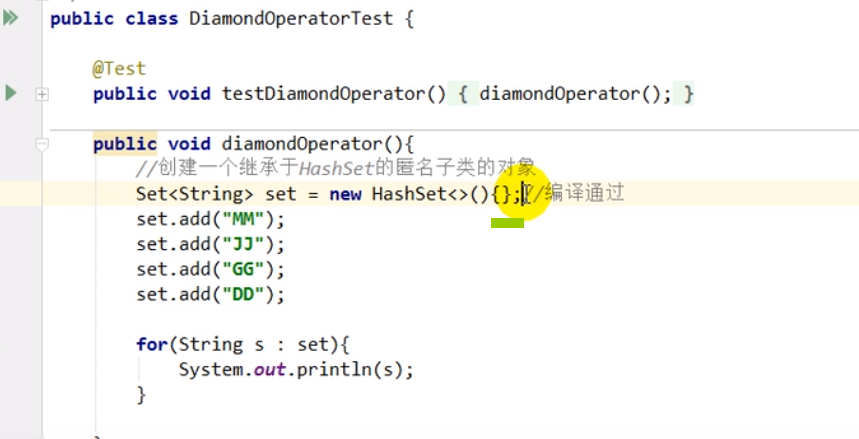 public class DiamondOperatorTest {
@Test
public void testDiamondOperator() { diamondOperator(); }
public void diamondOperator(){
//创建一个继承于HashSet的匿名子类的对象
Set<String> set = new HashSet<>(){};//编译通过
set.add("MM");
set.add("JJ");
set.add("GG");
set.add("DD");
for(String s : set){
System.out.println(s);
}